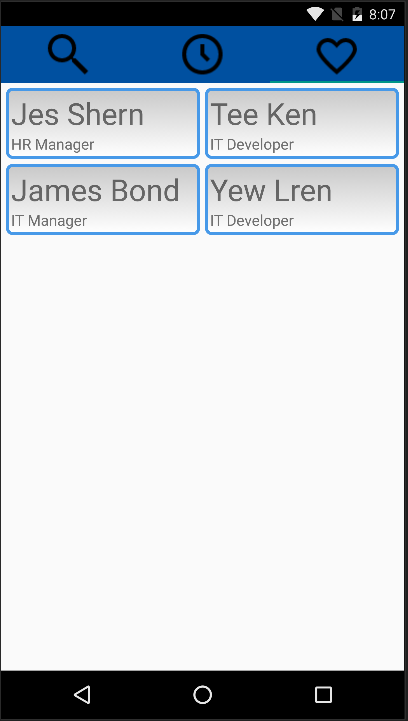 8:07
Jes Shern
HR Manager
Tee Ken
IT Developer
James Bond
IT Manager
Yew Lren
IT Developer